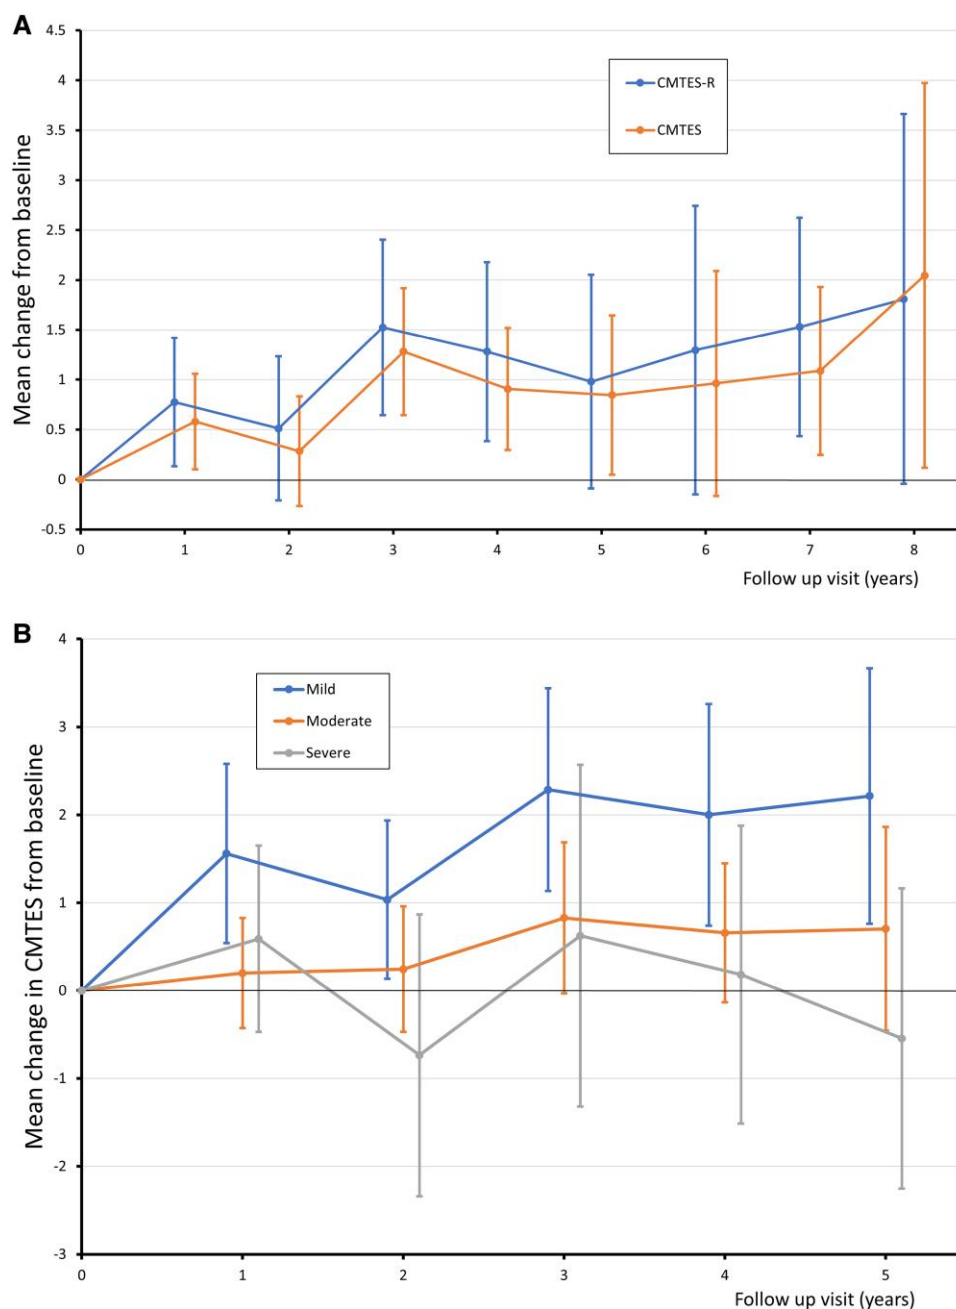 A
Mean change from baseline
4.5
4
3.5
3
2.5
2
1.5
1
0.5
0
-0.5
CMTES-R
CMTES
0 1 2 3 4 5 6 7 8
Follow up visit (years)
B
Mean change in CMTES from baseline
4
3
2
1
0
-1
-2
-3
Mild
Moderate
Severe
0 1 2 3 4 5
Follow up visit (years)